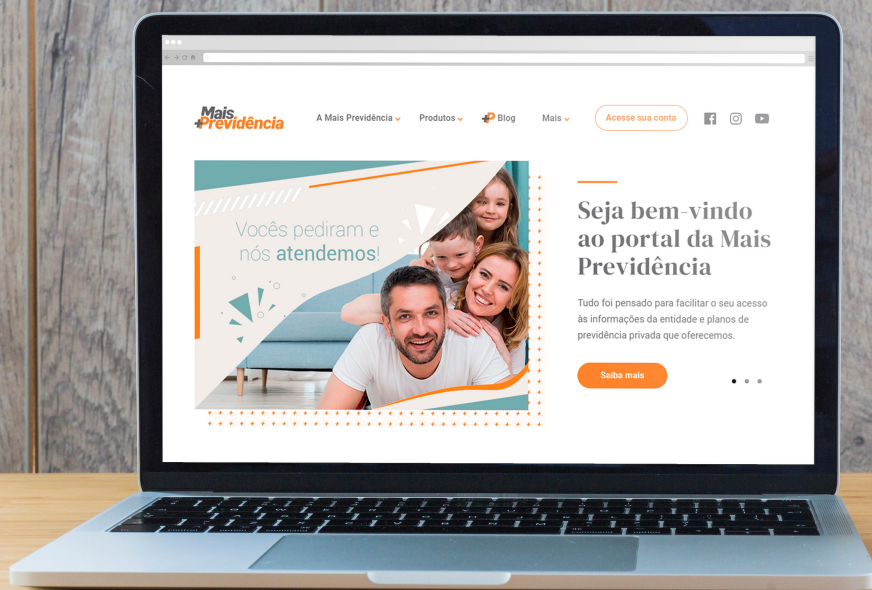 Mais
+Previdência
A Mais Previdência
Produtos
Blog
Mais
Acesse sua conta
Vocês pediram e
nós atendemos!
Seja bem-vindo
ao portal da Mais
Previdência
Tudo foi pensado para facilitar o seu acesso
às informações da entidade e planos de
previdência privada que oferecemos.
Saiba mais